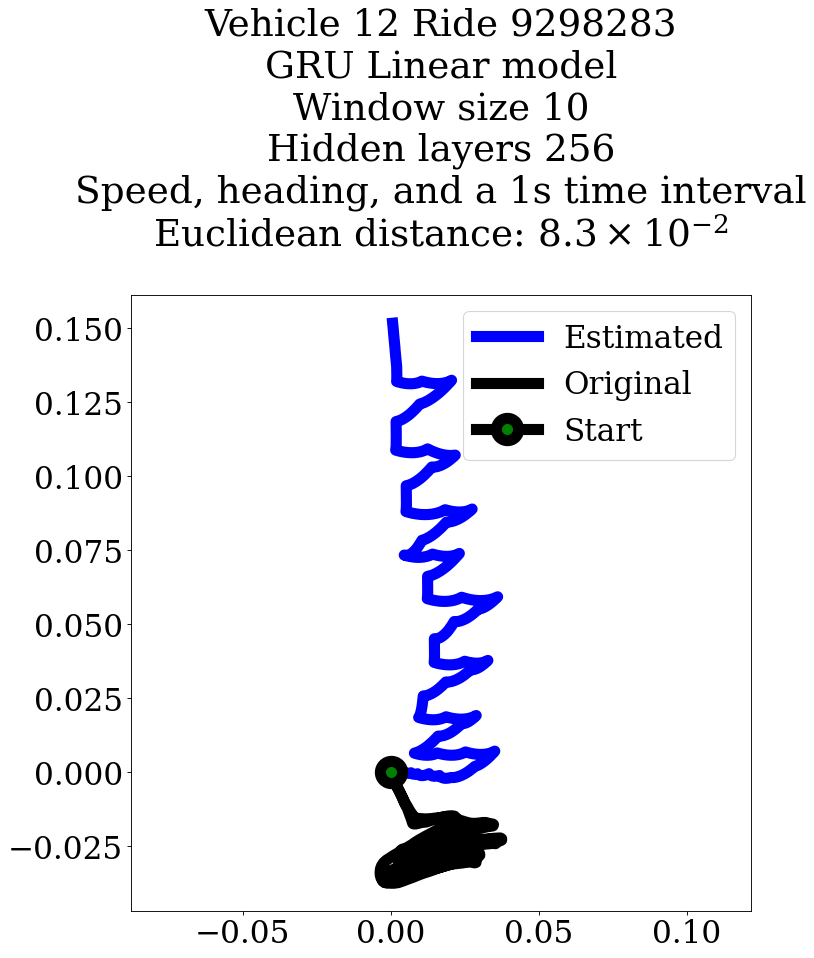 Vehicle 12 Ride 9298283
GRU Linear model
Window size 10
Hidden layers 256
Speed, heading, and a 1s time interval
Euclidean distance: 8.3 × 10⁻²
Estimated
Original
Start
0.150
0.125
0.100
0.075
0.050
0.025
0.000
−0.025
−0.05 0.00 0.05 0.10